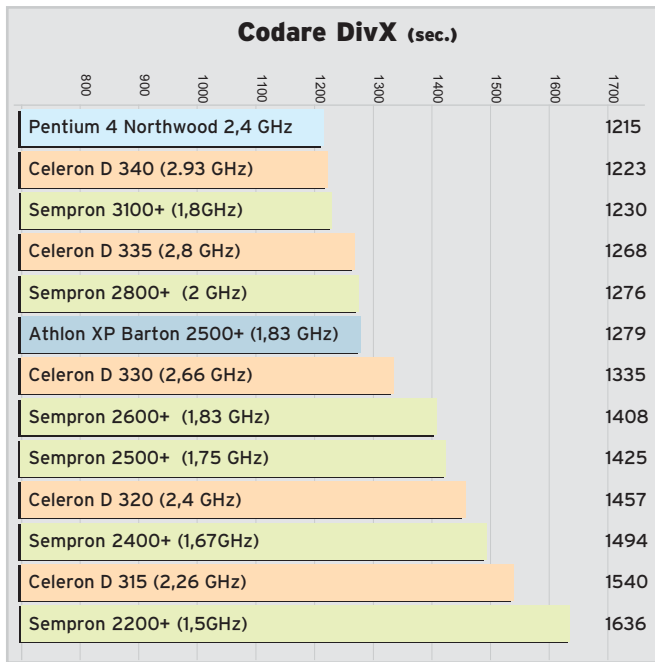 Codare DivX (sec.)
800 900 1000 1100 1200 1300 1400 1500 1600 1700
Pentium 4 Northwood 2,4 GHz 1215
Celeron D 340 (2.93 GHz) 1223
Sempron 3100+ (1,8GHz) 1230
Celeron D 335 (2,8 GHz) 1268
Sempron 2800+ (2 GHz) 1276
Athlon XP Barton 2500+ (1,83 GHz) 1279
Celeron D 330 (2,66 GHz) 1335
Sempron 2600+ (1,83 GHz) 1408
Sempron 2500+ (1,75 GHz) 1425
Celeron D 320 (2,4 GHz) 1457
Sempron 2400+ (1,67GHz) 1494
Celeron D 315 (2,26 GHz) 1540
Sempron 2200+ (1,5GHz) 1636